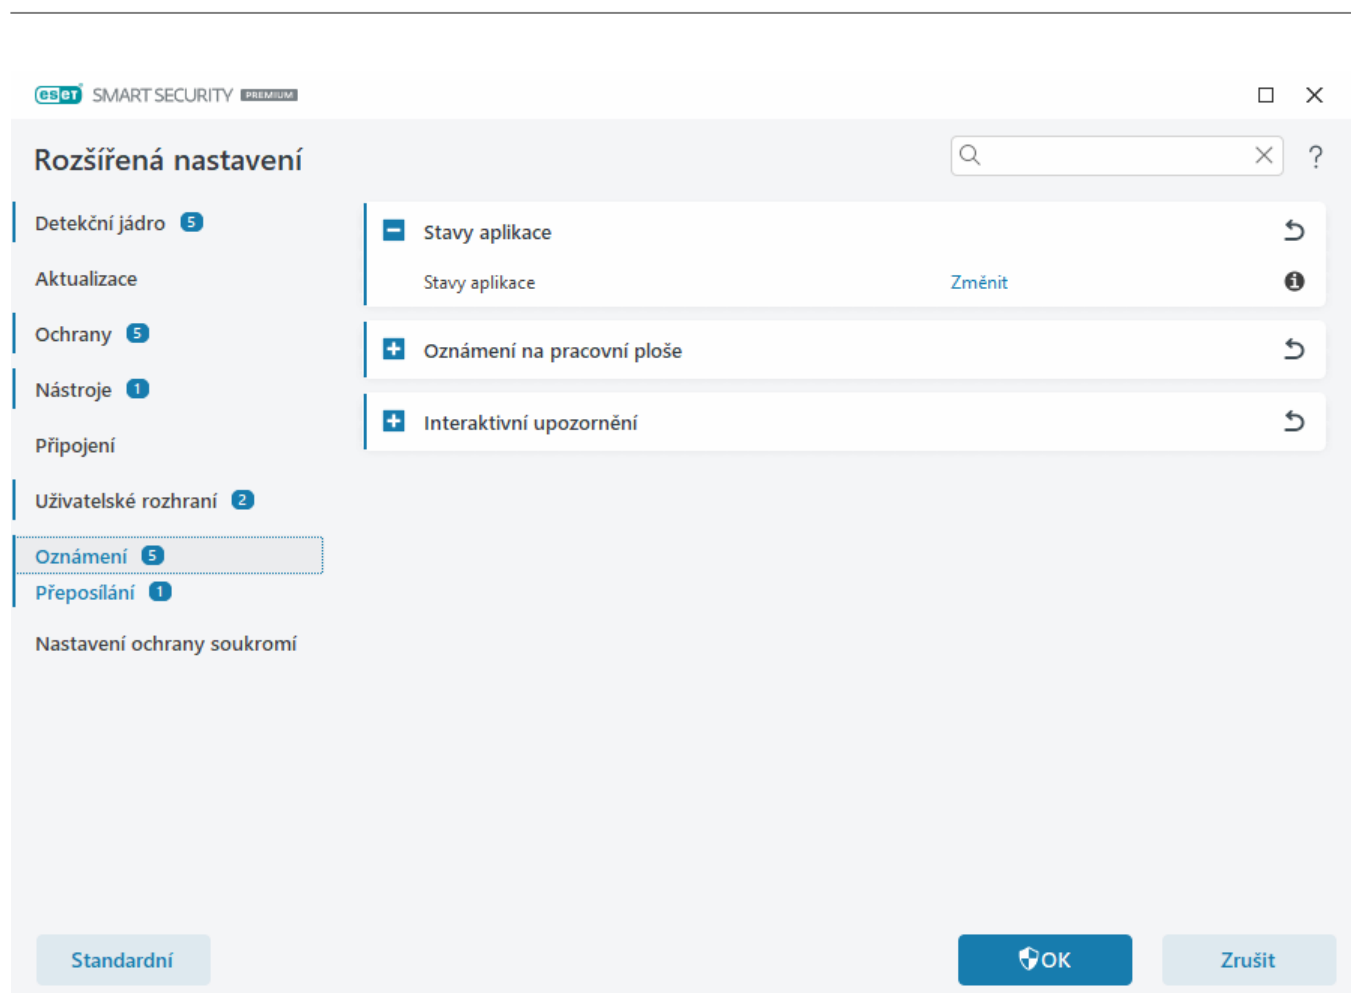 eset SMART SECURITY PREMIUM
Rozšířená nastavení
?
Detekční jádro 5
Aktualizace
Ochrany 5
Nástroje 1
Připojení
Uživatelské rozhraní 2
Oznámení 5
Přeposílání 1
Nastavení ochrany soukromí
Stavy aplikace
Stavy aplikace Změnit
Oznámení na pracovní ploše
Interaktivní upozornění
Standardní
OK
Zrušit